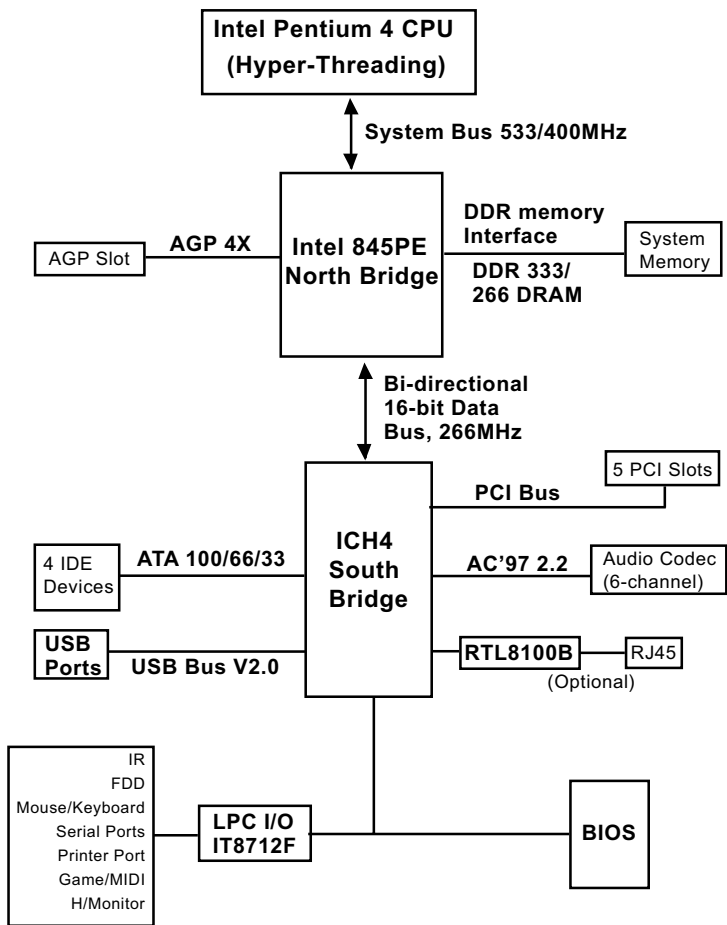 Intel Pentium 4 CPU
(Hyper-Threading)
System Bus 533/400MHz
AGP Slot
AGP 4X
Intel 845PE
North Bridge
DDR memory
Interface
DDR 333/
266 DRAM
System
Memory
Bi-directional
16-bit Data
Bus, 266MHz
5 PCI Slots
PCI Bus
4 IDE
Devices
ATA 100/66/33
ICH4
South
Bridge
AC'97 2.2
Audio Codec
(6-channel)
USB
Ports
USB Bus V2.0
RTL8100B
(Optional)
RJ45
IR
FDD
Mouse/Keyboard
Serial Ports
Printer Port
Game/MIDI
H/Monitor
LPC I/O
IT8712F
BIOS